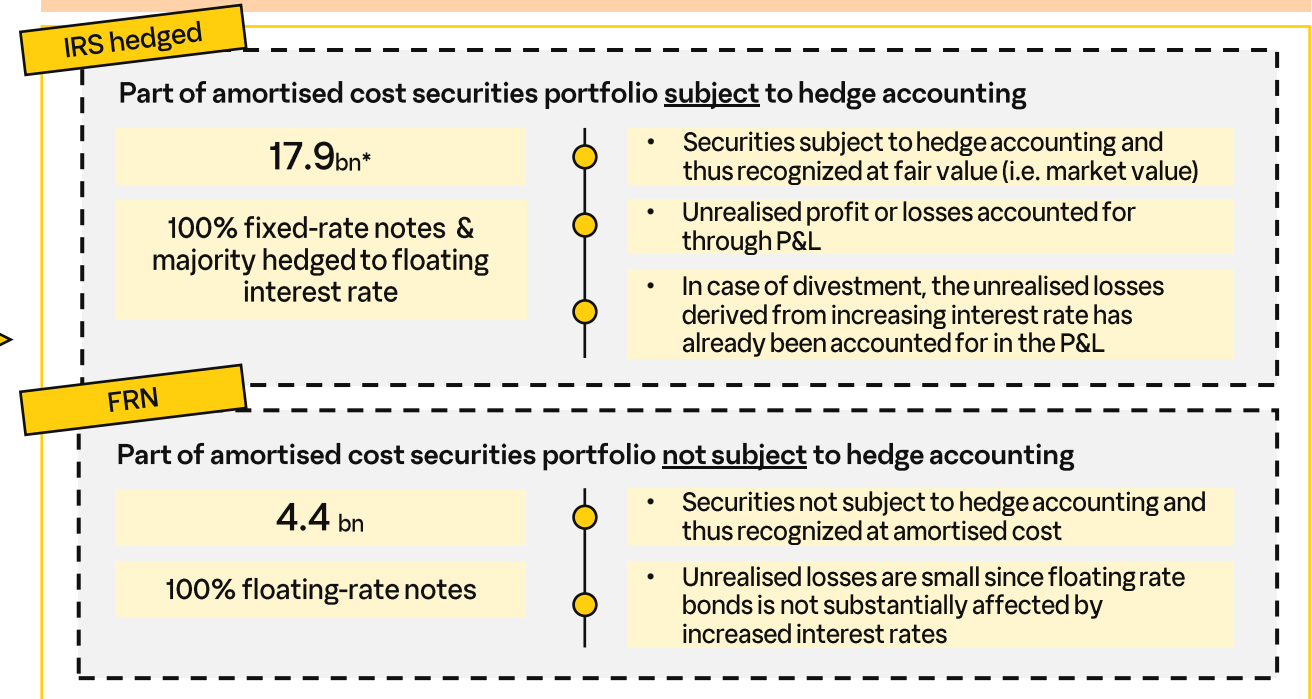 IRS hedged
Part of amortised cost securities portfolio subject to hedge accounting
17.9bn*
100% fixed-rate notes &
majority hedged to floating
interest rate
• Securities subject to hedge accounting and
thus recognized at fair value (i.e. market value)
• Unrealised profit or losses accounted for
through P&L
• In case of divestment, the unrealised losses
derived from increasing interest rate has
already been accounted for in the P&L
FRN
Part of amortised cost securities portfolio not subject to hedge accounting
4.4 bn
100% floating-rate notes
• Securities not subject to hedge accounting and
thus recognized at amortised cost
• Unrealised losses are small since floating rate
bonds is not substantially affected by
increased interest rates